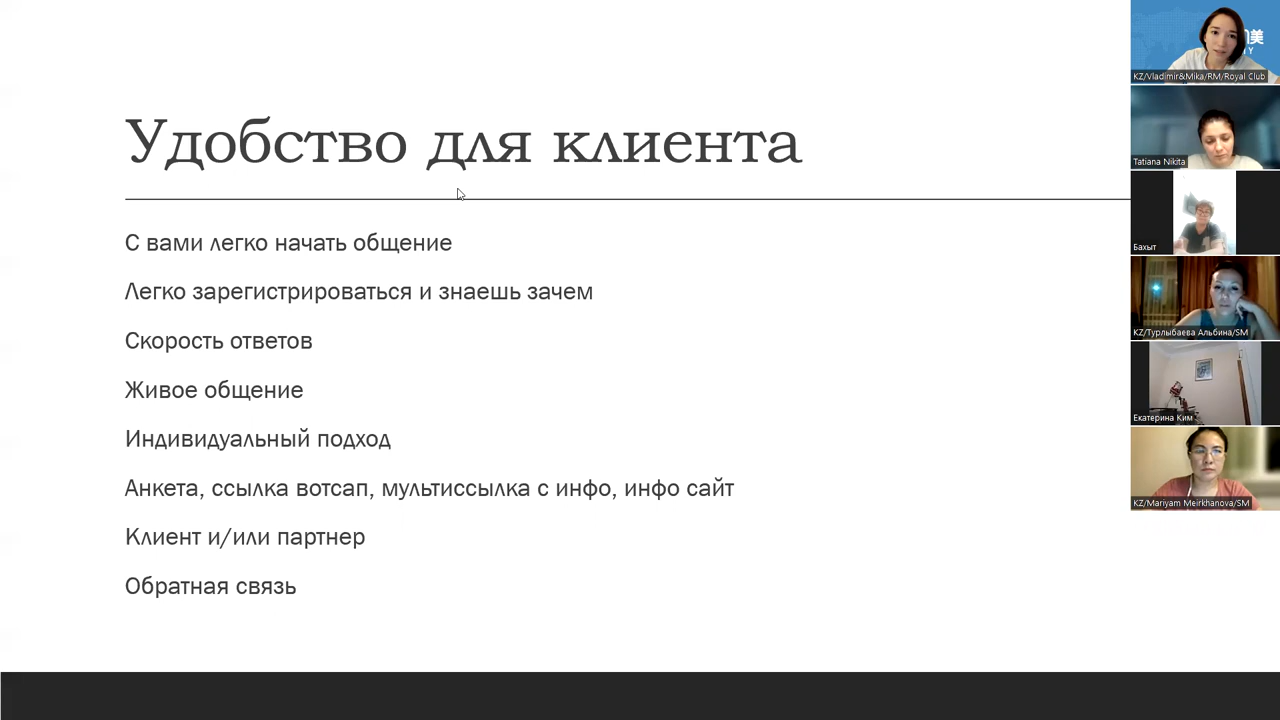 Удобство для клиента
С вами легко начать общение
Легко зарегистрироваться и знаешь зачем
Скорость ответов
Живое общение
Индивидуальный подход
Анкета, ссылка вотсап, мультиссылка с инфо, инфо сайт
Клиент и/или партнер
Обратная связь
美
Y
KZ/Vladimir&Mika/RM/Royal Club
Tatiana Nikita
Бахыт
KZ/Турлыбаева Альбина/SM
Екатерина Ким
KZ/Mariyam Meirkhanova/SM